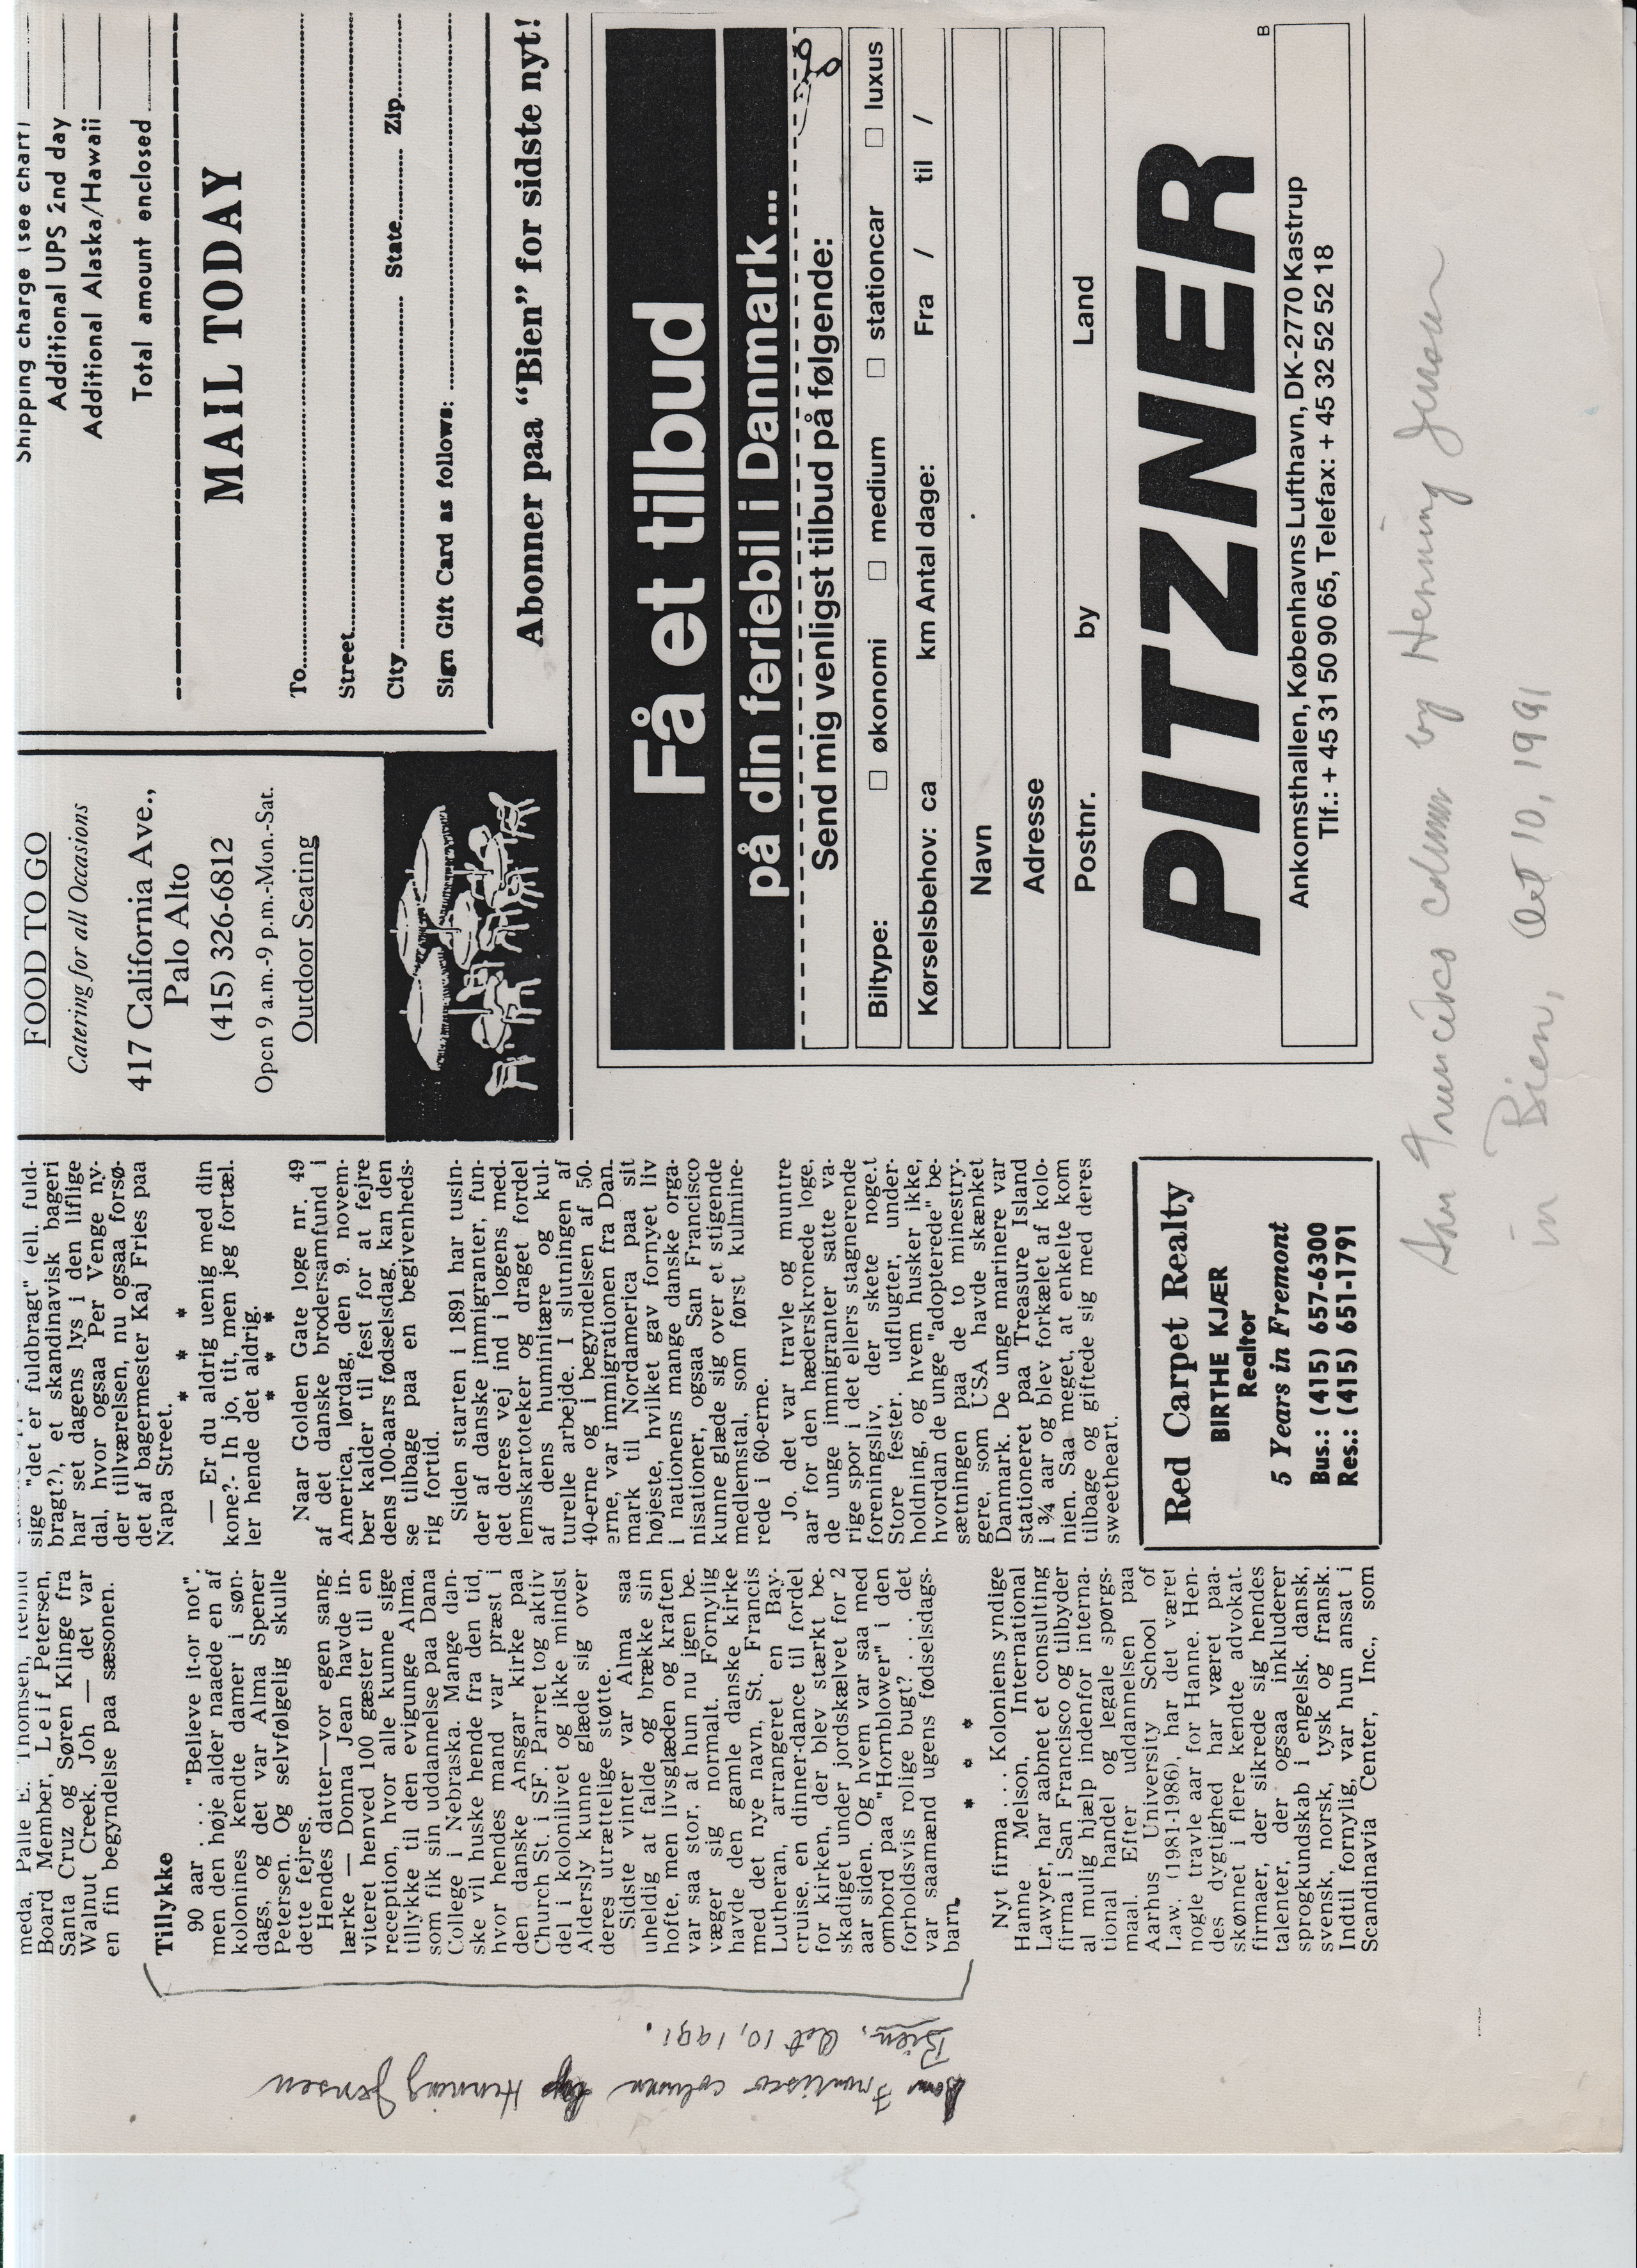 meda, Palle E. Thomsen, Rebild
Board Member, Leif Petersen,
Santa Cruz og Søren Klinge fra
Walnut Creek. Joh — det var
en fin begyndelse paa sæsonen.
Tillykke
90 aar . . . "Believe it-or not",
men den høje alder naaede en af
kolonines kendte damer i søn-
dags, og det var Alma Spener
Petersen. Og selvfølgelig skulle
dette fejres.
Hendes datter—vor egen sang-
lærke — Donna Jean havde in-
viteret henved 100 gæster til en
reception, hvor alle kunne sige
tillykke til den evigunge Alma,
som fik sin uddannelse paa Dana
College i Nebraska. Mange dan-
ske vil huske hende fra den tid,
hvor hendes mand var præst i
den danske Ansgar kirke paa
Church St. i SF. Parret tog aktiv
del i kolonilivet og ikke mindst
Aldersly kunne glæde sig over
deres utrættelige støtte.
Sidste vinter var Alma saa
uheldig at falde og brække sin
hofte, men livsglæden og kraften
var saa stor, at hun nu igen be.
væger sig normalt. Fornylig
havde den gamle danske kirke
med det nye navn, St. Francis
Lutheran, arrangeret en Bay-
cruise, en dinner-dance til fordel
for kirken, der blev stærkt be-
skadiget under jordskælvet for 2
aar siden. Og hvem var saa med
ombord paa "Hornblower" i den
forholdsvis rolige bugt? . . . det
var saamænd ugens fødselsdags-
barn.
* * *
Nyt firma . . . Koloniens yndige
Hanne Melson, International
Lawyer, har aabnet et consulting
firma i San Francisco og tilbyder
al mulig hjælp indenfor interna-
tional handel og legale spørgs-
maal. Efter uddannelsen paa
Aarhus University School of
Law. (1981-1986), har det været
nogle travle aar for Hanne. Hen-
des dygtighed har været paa-
skønnet i flere kendte advokat.
firmaer, der sikrede sig hendes
talenter, der ogsaa inkluderer
sprogkundskab i engelsk. dansk,
svensk, norsk, tysk og fransk.
Indtil fornylig, var hun ansat i
Scandinavia Center, Inc., som
sige "det er fuldbragt" (ell. fuld-
bragt?), et skandinavisk bageri
har set dagens lys i den liflige
dal, hvor ogsaa Per Venge ny-
der tilværelsen, nu ogsaa forsø-
det af bagermester Kaj Fries paa
Napa Street.
* * *
— Er du aldrig uenig med din
kone?- Ih jo, tit, men jeg fortæl.
ler hende det aldrig.
* * *
Naar Golden Gate loge nr. 49
af det danske brodersamfund i
America, lørdag, den 9. novem-
ber kalder til fest for at fejre
dens 100-aars fødselsdag, kan den
se tilbage paa en begivenheds-
rig fortid.
Siden starten i 1891 har tusin-
der af danske immigranter, fun-
det deres vej ind i logens med-
lemskartoteker og draget fordel
af dens huminitære og kul-
turelle arbejde. I slutningen af
40-erne og i begyndelsen af 50-
erne, var immigrationen fra Dan.
mark til Nordamerica paa sit
højeste, hvilket gav fornyet liv
i nationens mange danske orga-
nisationer, ogsaa San Francisco
kunne glæde sig over et stigende
medlemstal, som først kulmine-
rede i 60-erne.
Jo. det var travle og muntre
aar for den hæderskronede loge,
de unge immigranter satte va-
rige spor i det ellers stagnerende
foreningsliv, der skete noge.t
Store fester. udflugter, under-
holdning, og hvem husker ikke,
hvordan de unge "adopterede" be-
sætningen paa de to minestry.
gere, som USA havde skænket
Danmark. De unge marinere var
stationeret paa Treasure Island
i ¾ aar og blev forkælet af kolo-
nien. Saa meget, at enkelte kom
tilbage og giftede sig med deres
sweetheart.
Red Carpet Realty
BIRTHE KJÆR
Realtor
5 Years in Fremont
Bus.: (415) 657-6300
Res.: (415) 651-1791
FOOD TO GO
Catering for all Occasions
417 California Ave.,
Palo Alto
(415) 326-6812
Open 9 a.m.-9 p.m.-Mon.-Sat.
Outdoor Seating
Shipping charge (see chart)
Additional UPS 2nd day
Additional Alaska/Hawaii
Total amount enclosed
MAIL TODAY
To
Street
City State Zip
Sign Gift Card as follows:
Abonner paa "Bien" for sidste nyt!
Få et tilbud
på din feriebil i Danmark...
Send mig venligst tilbud på følgende:
Biltype: økonomi medium stationcar luxus
Kørselsbehov: ca km Antal dage: Fra / til /
Navn
Adresse
Postnr. by Land
PITZNER
B
Ankomsthallen, Københavns Lufthavn, DK-2770 Kastrup
Tlf.: + 45 31 50 90 65, Telefax: + 45 32 52 52 18
San Francisco column by Henning Jensen
in Bien, Oct 10, 1991
San Francisco column by Henning Jensen
Bien, Oct 10, 1991.